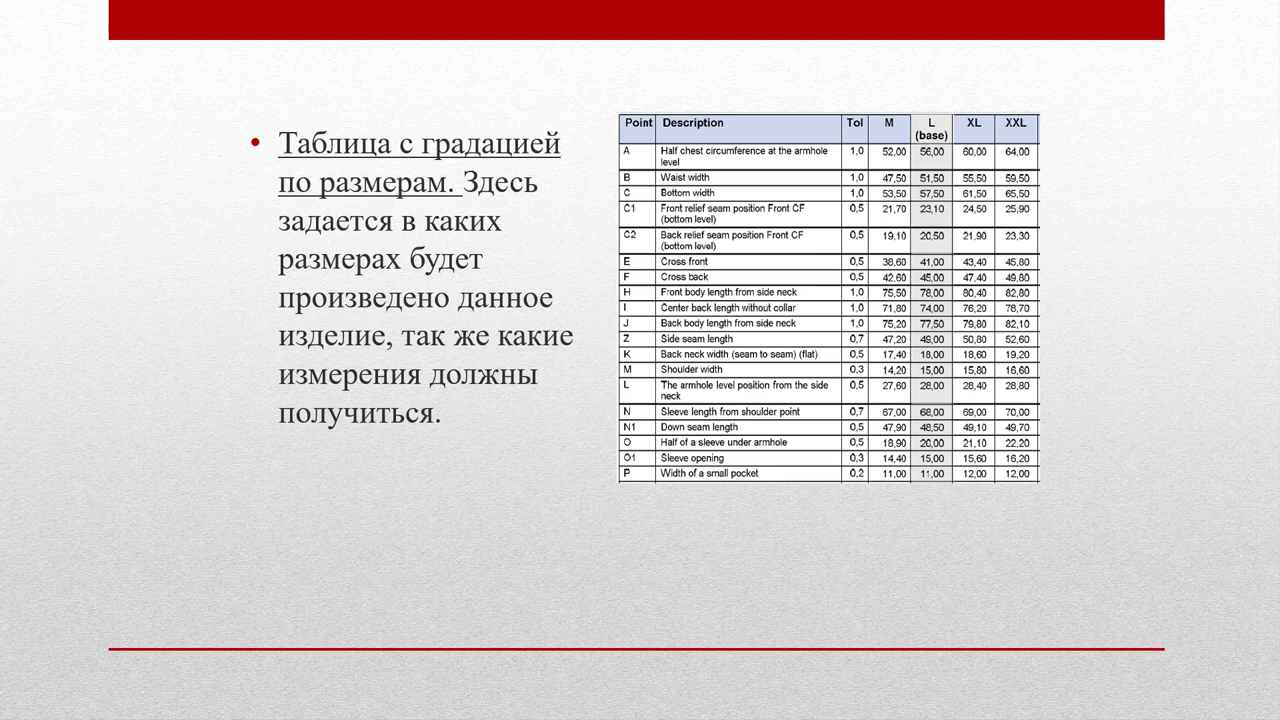 • Таблица с градацией
по размерам. Здесь
задается в каких
размерах будет
произведено данное
изделие, так же какие
измерения должны
получиться.
Point Description Tol M L (base) XL XXL
A Half chest circumference at the armhole level 1,0 52,00 56,00 60,00 64,00
B Waist width 1,0 47,50 51,50 55,50 59,50
C Bottom width 1,0 53,50 57,50 61,50 65,50
C1 Front relief seam position Front CF (bottom level) 0,5 21,70 23,10 24,50 25,90
C2 Back relief seam position Front CF (bottom level) 0,5 19,10 20,50 21,90 23,30
E Cross front 0,5 38,60 41,00 43,40 45,80
F Cross back 0,5 42,60 45,00 47,40 49,80
H Front body length from side neck 1,0 75,50 78,00 80,40 82,80
I Center back length without collar 1,0 71,80 74,00 76,20 78,70
J Back body length from side neck 1,0 75,20 77,50 79,80 82,10
Z Side seam length 0,7 47,20 49,00 50,80 52,60
K Back neck width (seam to seam) (flat) 0,5 17,40 18,00 18,60 19,20
M Shoulder width 0,3 14,20 15,00 15,80 16,60
L The armhole level position from the side neck 0,5 27,60 28,00 28,40 28,80
N Sleeve length from shoulder point 0,7 67,00 68,00 69,00 70,00
N1 Down seam length 0,5 47,90 48,50 49,10 49,70
O Half of a sleeve under armhole 0,5 18,90 20,00 21,10 22,20
O1 Sleeve opening 0,3 14,40 15,00 15,60 16,20
P Width of a small pocket 0,2 11,00 11,00 12,00 12,00